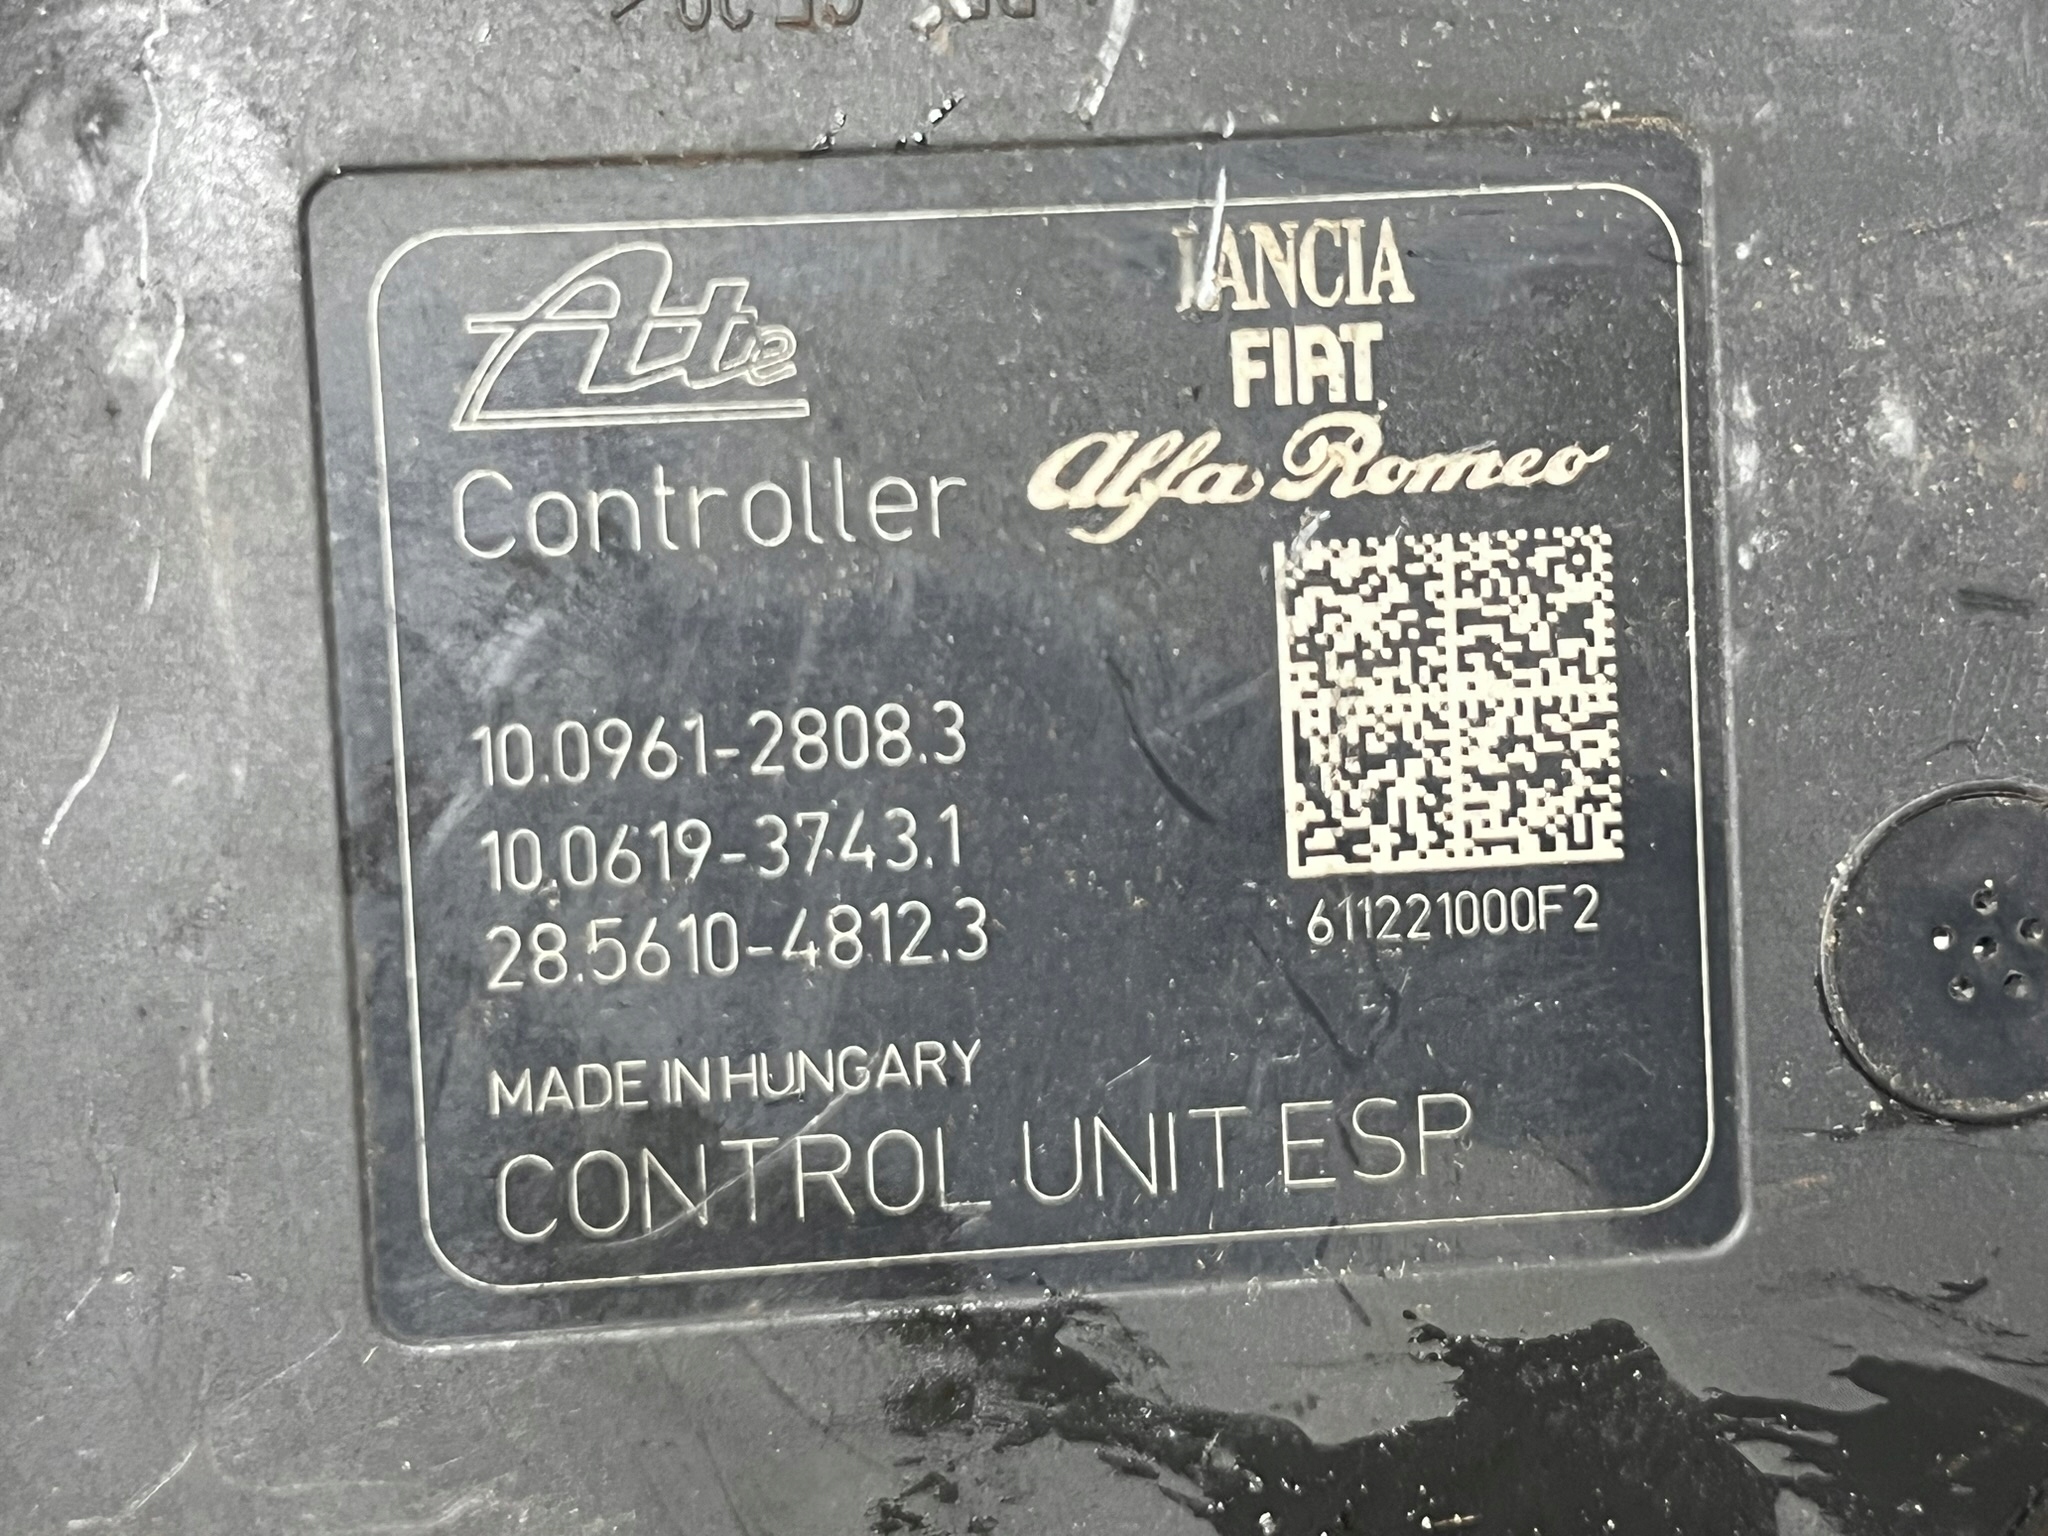 Ate
LANCIA
FIAT
Alfa Romeo
Controller
10.0961-2808.3
10.0619-3743.1
28.5610-4812.3
611221000F2
MADE IN HUNGARY
CONTROL UNIT ESP